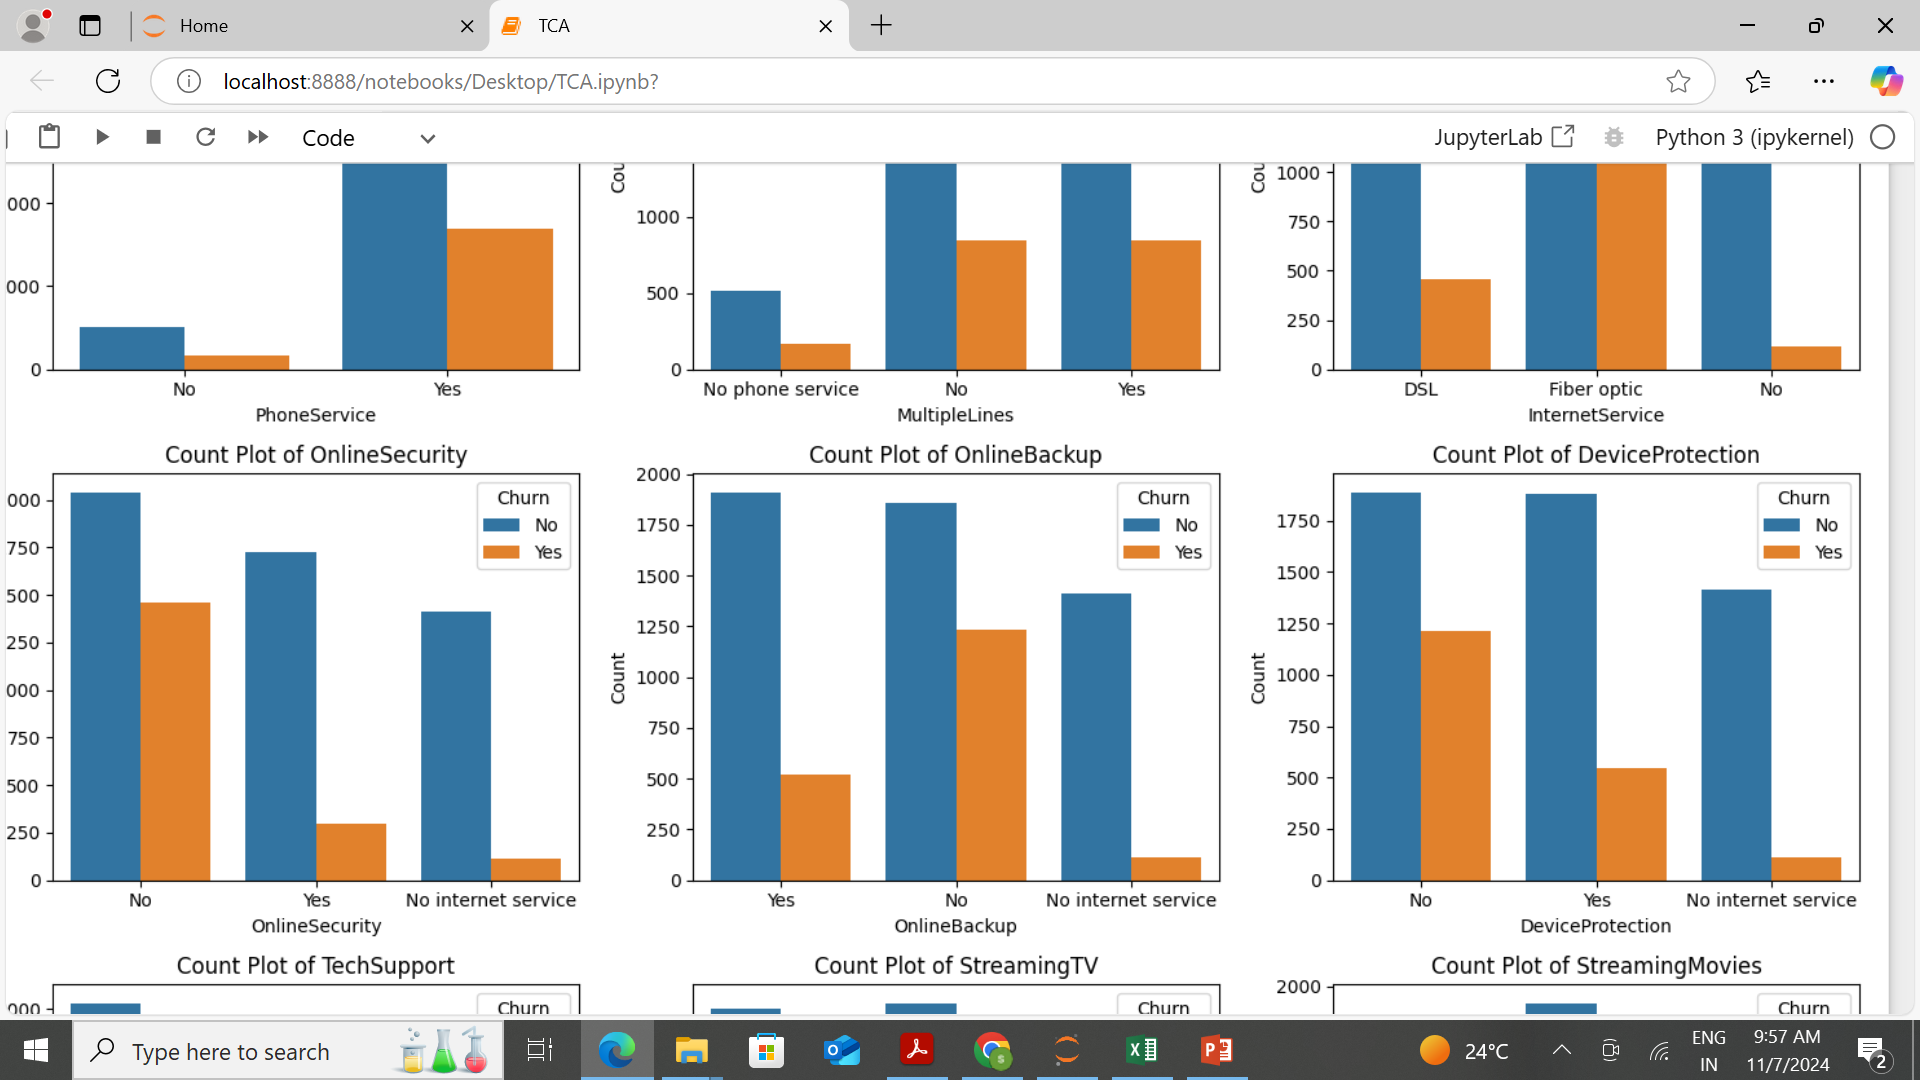 Home
TCA
localhost:8888/notebooks/Desktop/TCA.ipynb?
Code
JupyterLab
Python 3 (ipykernel)
000
000
0
No
Yes
PhoneService
1000
500
0
No phone service
No
Yes
MultipleLines
1000
750
500
250
0
DSL
Fiber optic
No
InternetService
Count Plot of OnlineSecurity
000
750
500
250
000
750
500
250
0
Churn
No
Yes
No
Yes
No internet service
OnlineSecurity
Count Plot of OnlineBackup
Count
2000
1750
1500
1250
1000
750
500
250
0
Churn
No
Yes
Yes
No
No internet service
OnlineBackup
Count Plot of DeviceProtection
Count
1750
1500
1250
1000
750
500
250
0
Churn
No
Yes
No
Yes
No internet service
DeviceProtection
Count Plot of TechSupport
000
Churn
Count Plot of StreamingTV
Churn
Count Plot of StreamingMovies
2000
Churn
Type here to search
24°C
ENG
IN
9:57 AM
11/7/2024
2